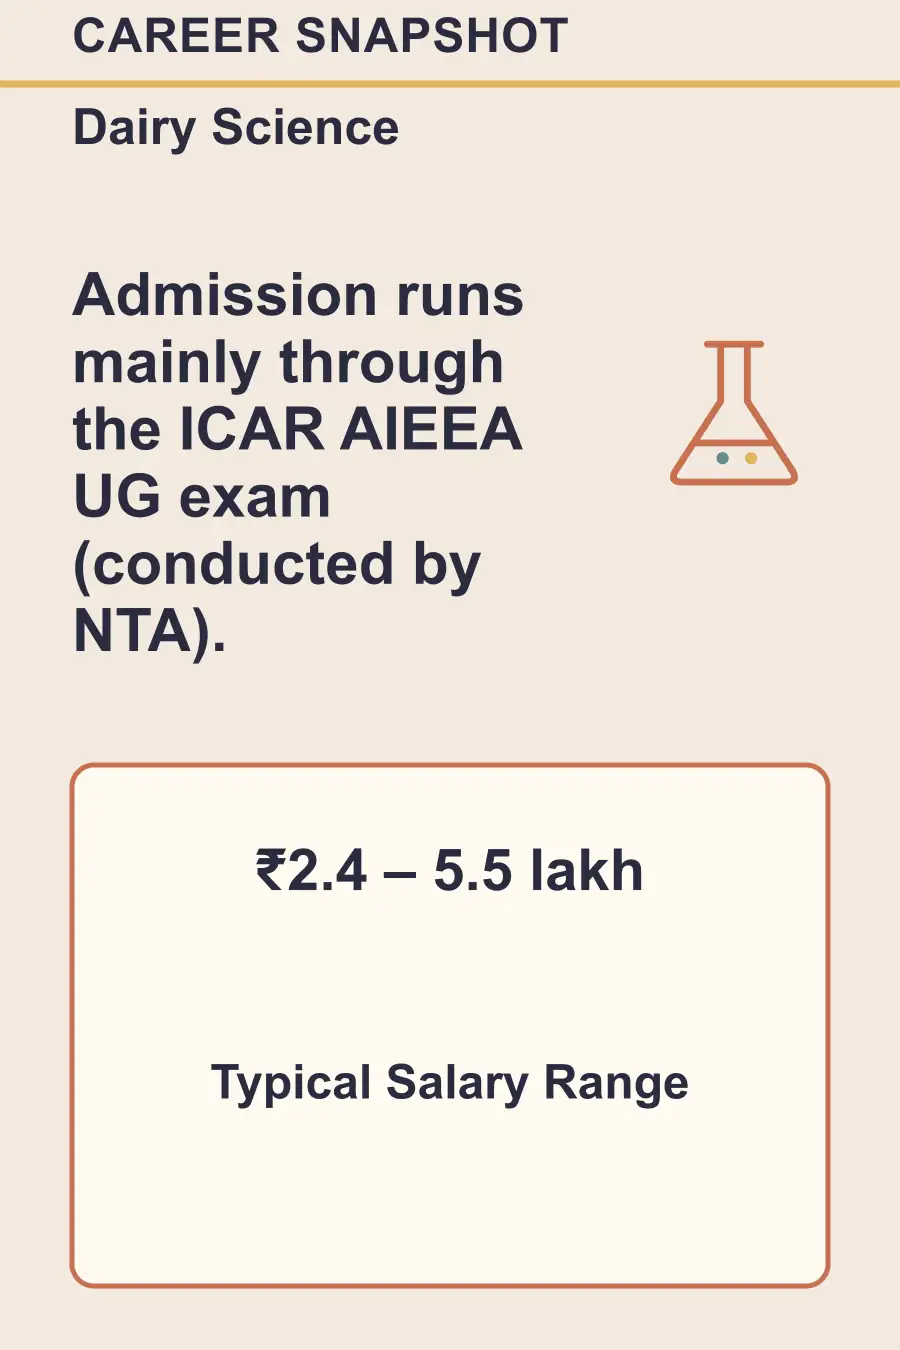 CAREER SNAPSHOT
Dairy Science
Admission runs
mainly through
the ICAR AIEEA
UG exam
(conducted by
NTA).
₹2.4 – 5.5 lakh
Typical Salary Range